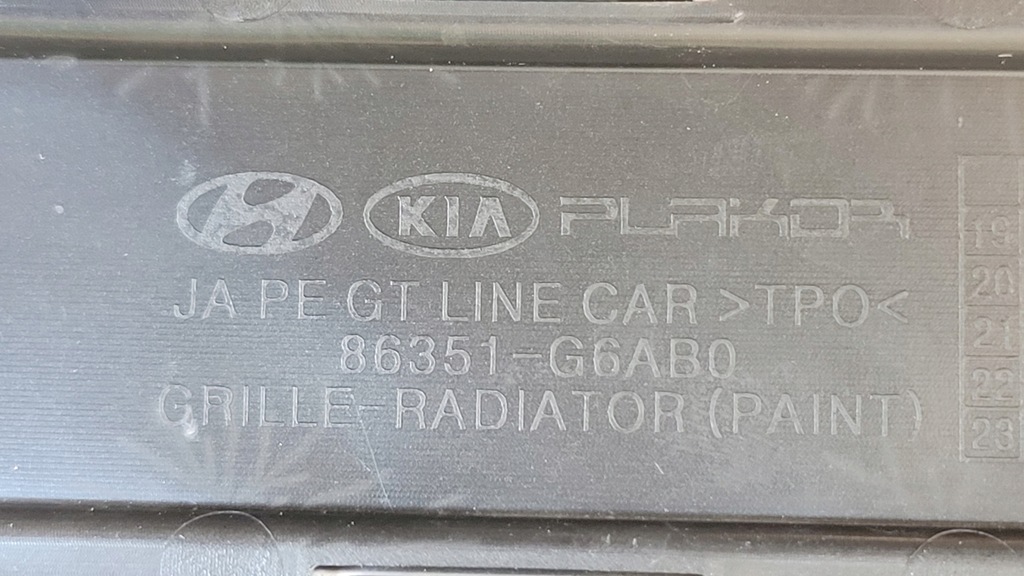 KIA PLAKOR
JA PE GT LINE CAR >TPO<
86351-G6AB0
GRILLE-RADIATOR (PAINT)
19
20
21
22
23